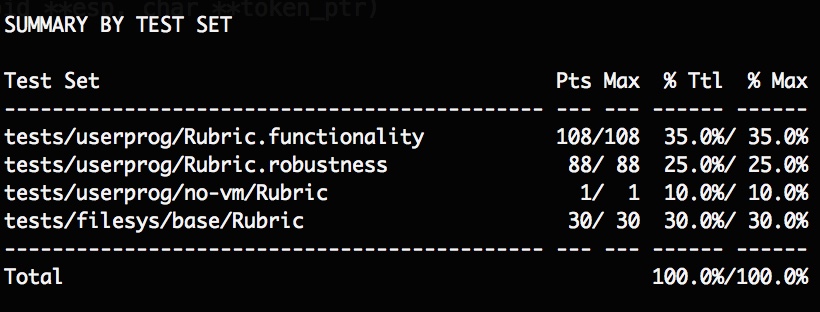 void **esp, char **token_ptr)
SUMMARY BY TEST SET
Test Set Pts Max % Ttl % Max
--------------------------------------------- --- --- ------ ------
tests/userprog/Rubric.functionality 108/108 35.0%/ 35.0%
tests/userprog/Rubric.robustness 88/ 88 25.0%/ 25.0%
tests/userprog/no-vm/Rubric 1/ 1 10.0%/ 10.0%
tests/filesys/base/Rubric 30/ 30 30.0%/ 30.0%
--------------------------------------------- --- --- ------ ------
Total 100.0%/100.0%